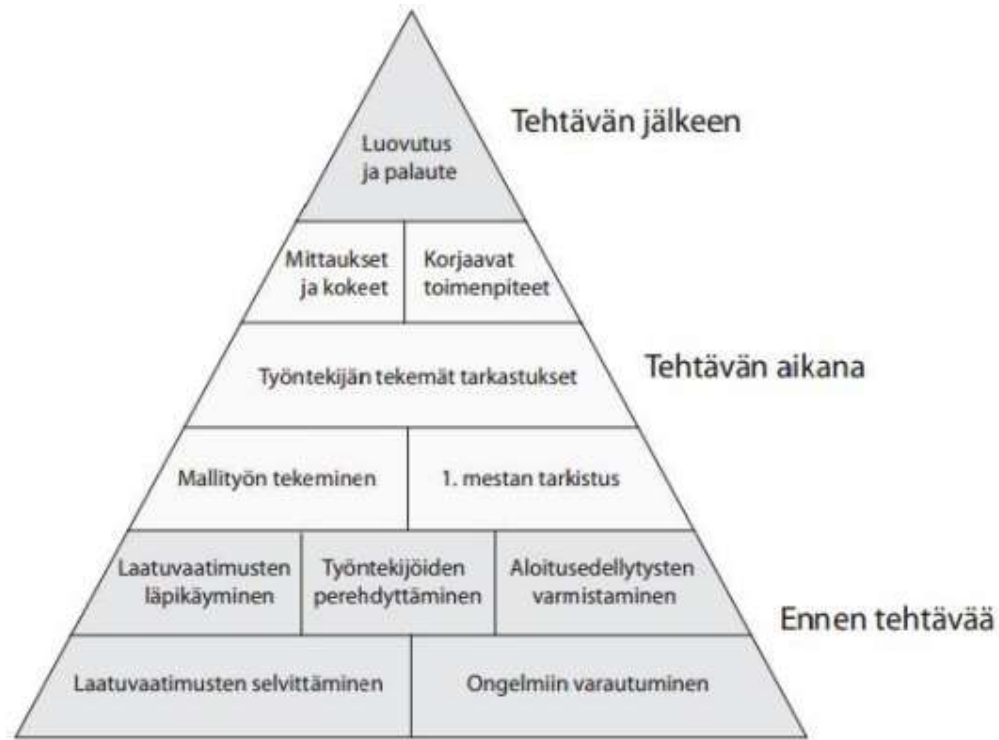 Tehtävän jälkeen
Luovutus
ja palaute
Mittaukset
ja kokeet
Korjaavat
toimenpiteet
Työntekijän tekemät tarkastukset
Tehtävän aikana
Mallityön tekeminen
1. mestan tarkistus
Laatuvaatimusten
läpikäyminen
Työntekijöiden
perehdyttäminen
Aloitusedellytysten
varmistaminen
Ennen tehtävää
Laatuvaatimusten selvittäminen
Ongelmiin varautuminen